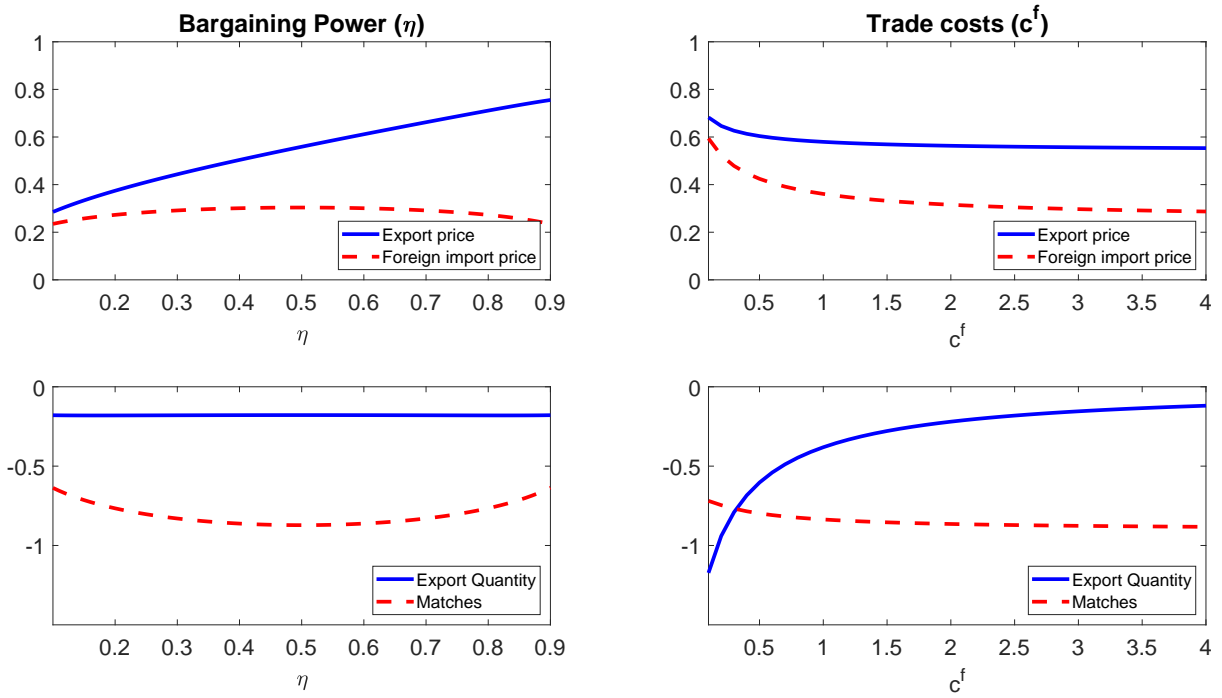 Bargaining Power (η)
1
0.8
0.6
0.4
0.2
0
Export price
Foreign import price
0.2 0.3 0.4 0.5 0.6 0.7 0.8 0.9
η
Trade costs (c^f)
1
0.8
0.6
0.4
0.2
0
Export price
Foreign import price
0.5 1 1.5 2 2.5 3 3.5 4
c^f
0
-0.5
-1
Export Quantity
Matches
0.2 0.3 0.4 0.5 0.6 0.7 0.8 0.9
η
0
-0.5
-1
Export Quantity
Matches
0.5 1 1.5 2 2.5 3 3.5 4
c^f